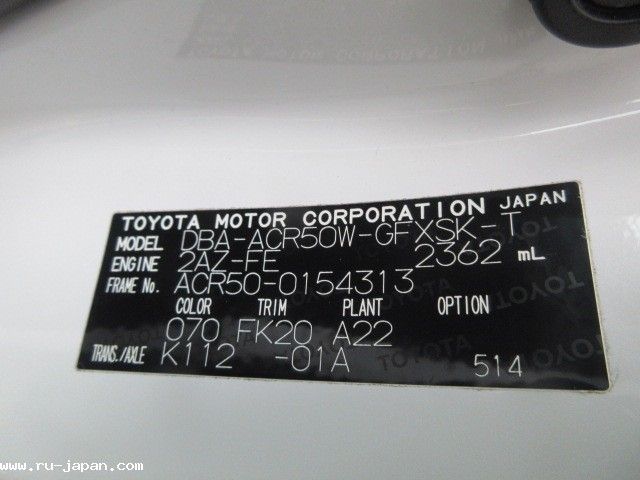 TOYOTA MOTOR CORPORATION JAPAN
MODEL DBA-ACR50W-GFXSK-T
ENGINE 2AZ-FE 2362 mL
FRAME No. ACR50-0154313
COLOR TRIM PLANT OPTION
070 FK20 A22
TRANS./AXLE K112 -01A 514
www.ru-japan.com